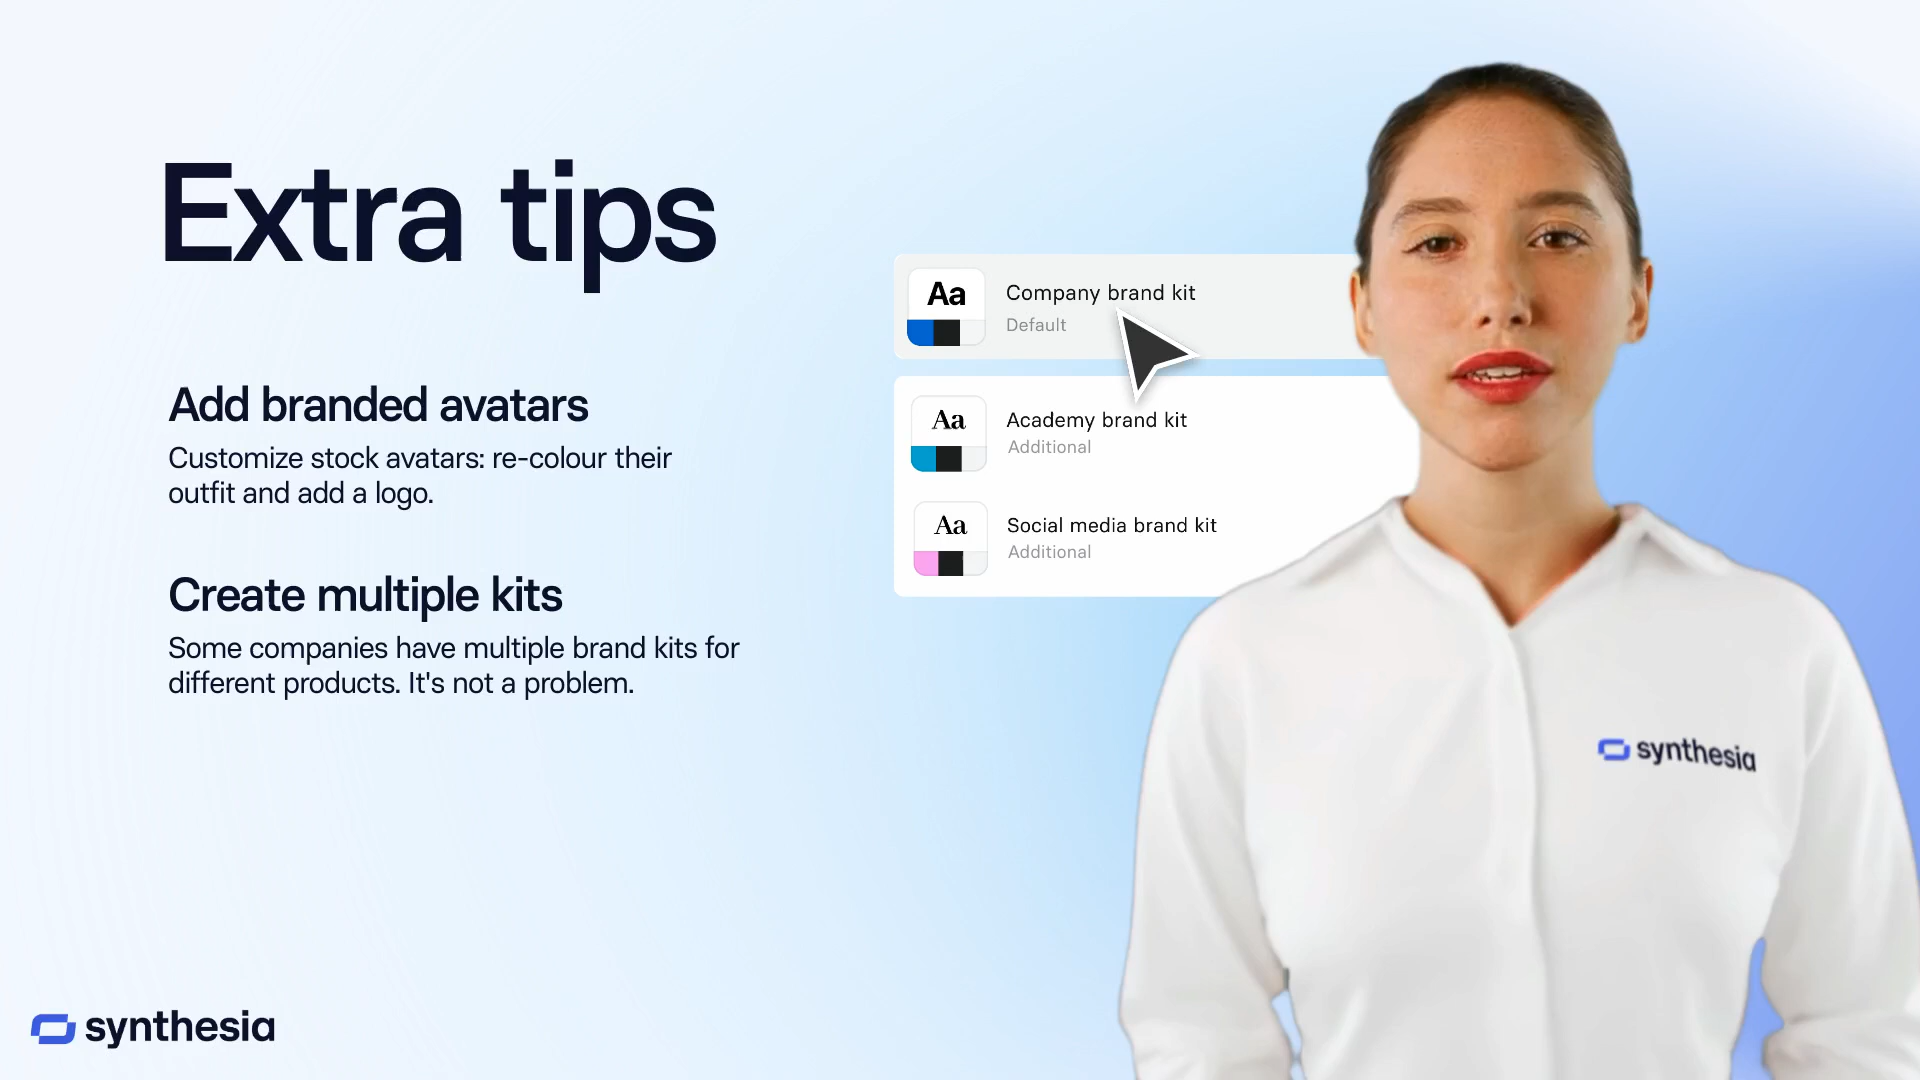 Extra tips
Add branded avatars
Customize stock avatars: re-colour their
outfit and add a logo.
Create multiple kits
Some companies have multiple brand kits for
different products. It's not a problem.
Aa
Company brand kit
Default
Aa
Academy brand kit
Additional
Aa
Social media brand kit
Additional
synthesia
synthesia